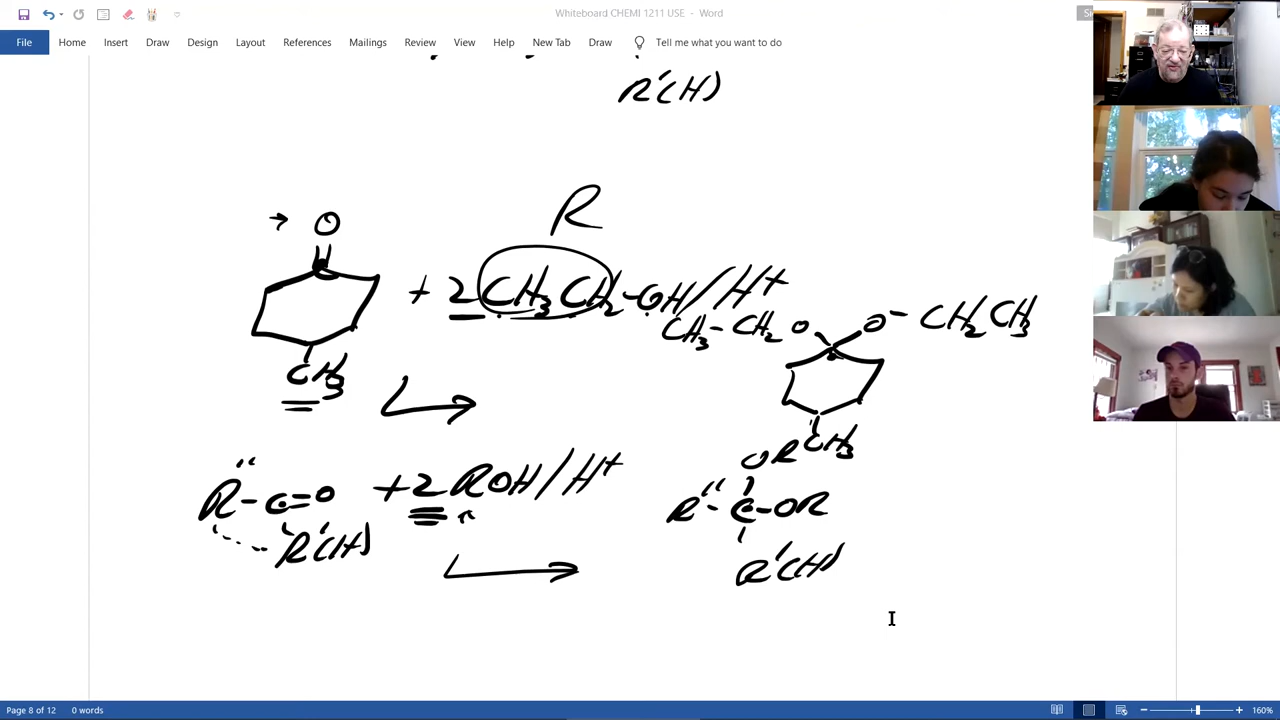 Whiteboard CHEMI 1211 USE - Word
File Home Insert Draw Design Layout References Mailings Review View Help New Tab Draw Tell me what you want to do
R'(H)
R
→ O
+ 2 CH3CH2-OH/H+
CH3-CH2 O O-CH2CH3
CH3
CH3
OR
R''-C=O + 2 ROH/H+
R''-C-OR
R'(H)
R'(H)
Page 8 of 12 0 words
160%